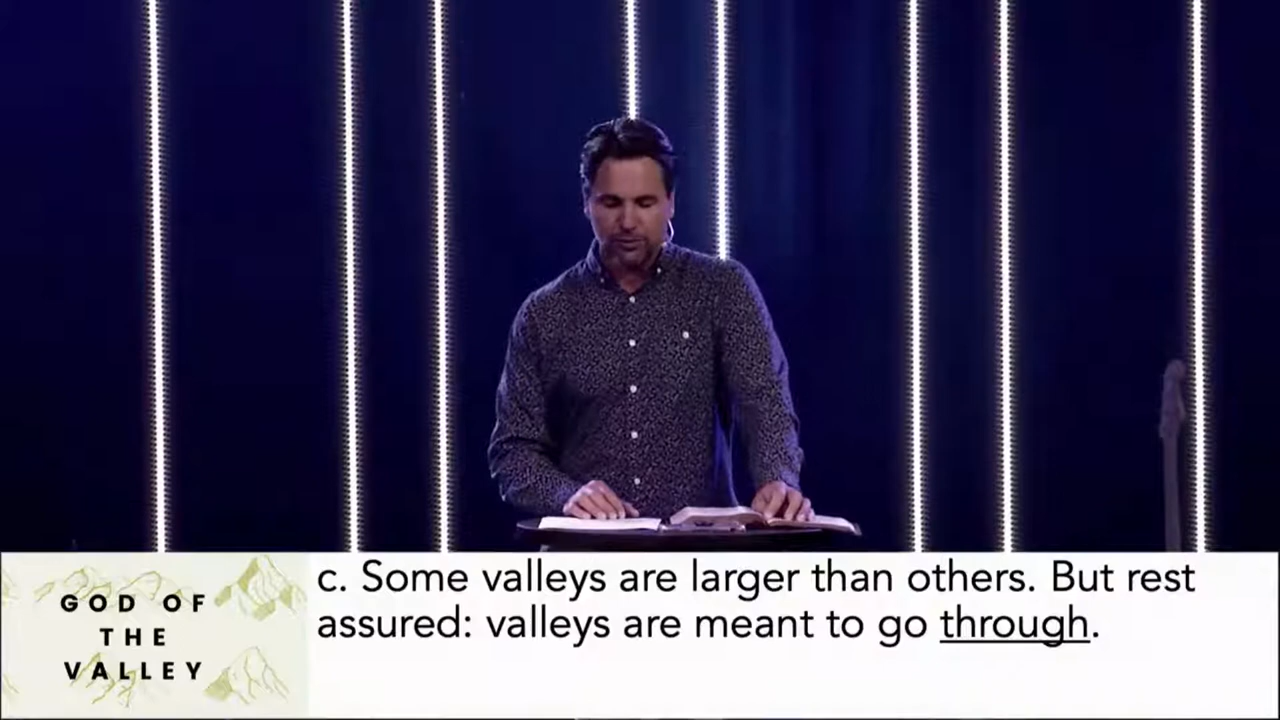 GOD OF
THE
VALLEY
c. Some valleys are larger than others. But rest
assured: valleys are meant to go through.